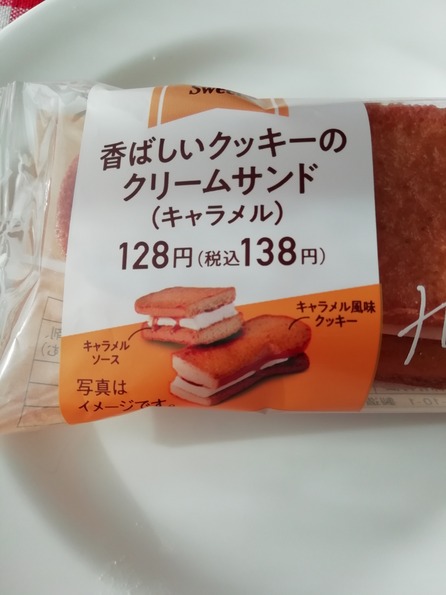 香ばしいクッキーの
クリームサンド
(キャラメル)
128円(税込138円)
キャラメル
ソース
キャラメル風味
クッキー
写真は
イメージです。